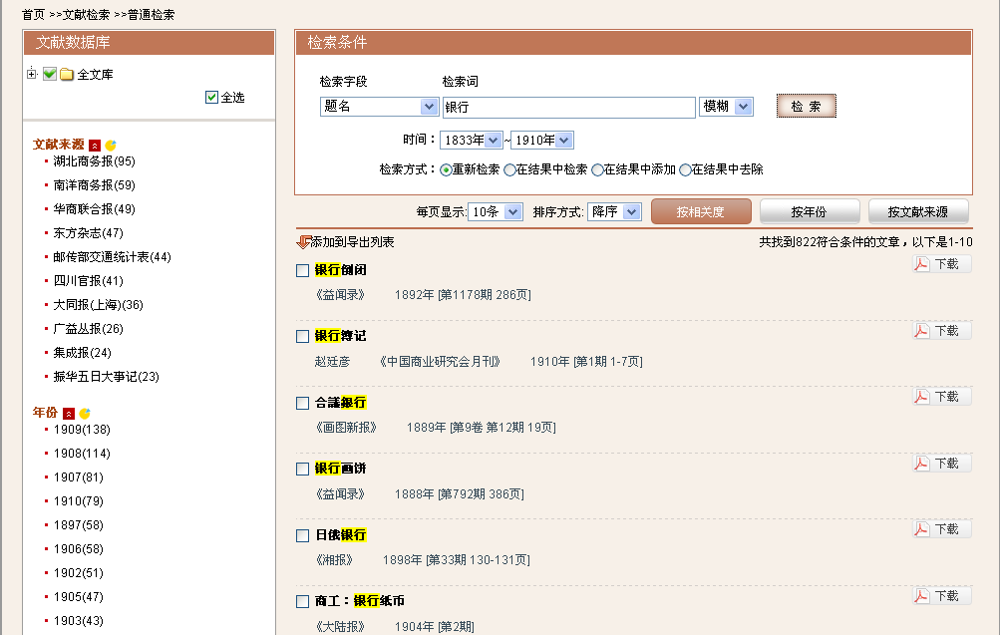 首页 >>文献检索 >>普通检索
文献数据库
全文库
全选
文献来源
湖北商务报(95)
南洋商务报(59)
华商联合报(49)
东方杂志(47)
邮传部交通统计表(44)
四川官报(41)
大同报(上海)(36)
广益丛报(26)
集成报(24)
振华五日大事记(23)
年份
1909(138)
1908(114)
1907(81)
1910(79)
1897(58)
1906(58)
1902(51)
1905(47)
1903(43)
检索条件
检索字段 检索词
题名 银行 模糊 检 索
时间： 1833年 ~ 1910年
检索方式： 重新检索 在结果中检索 在结果中添加 在结果中去除
每页显示: 10条 排序方式: 降序 按相关度 按年份 按文献来源
添加到导出列表 共找到822符合条件的文章，以下是1-10
银行倒闭 下载
《益闻录》 1892年 [第1178期 286页]
银行簿记 下载
赵廷彦 《中国商业研究会月刊》 1910年 [第1期 1-7页]
合議銀行 下载
《画图新报》 1889年 [第9卷 第12期 19页]
银行画饼 下载
《益闻录》 1888年 [第792期 386页]
日俄银行 下载
《湘报》 1898年 [第33期 130-131页]
商工：银行纸币 下载
《大陆报》 1904年 [第2期]